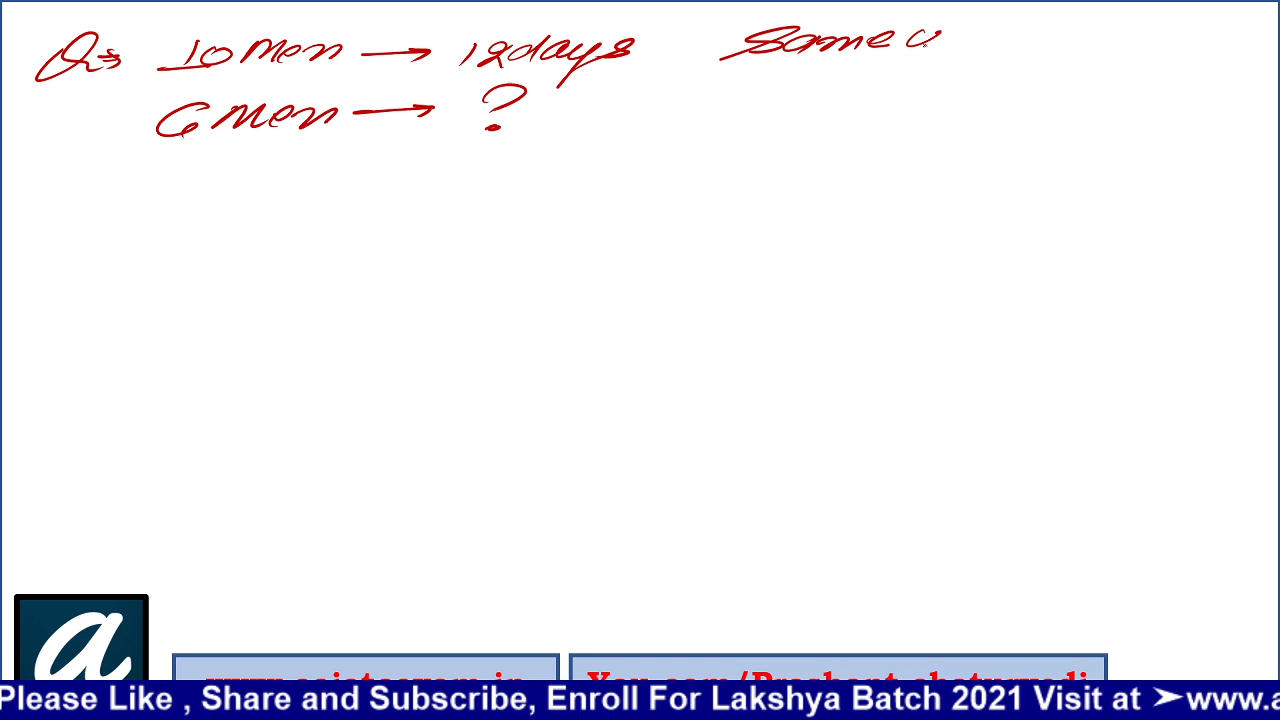 Q⇒ 10 Men → 12 days Same w
6 Men → ?
a
Please Like , Share and Subscribe, Enroll For Lakshya Batch 2021 Visit at ➢www.a